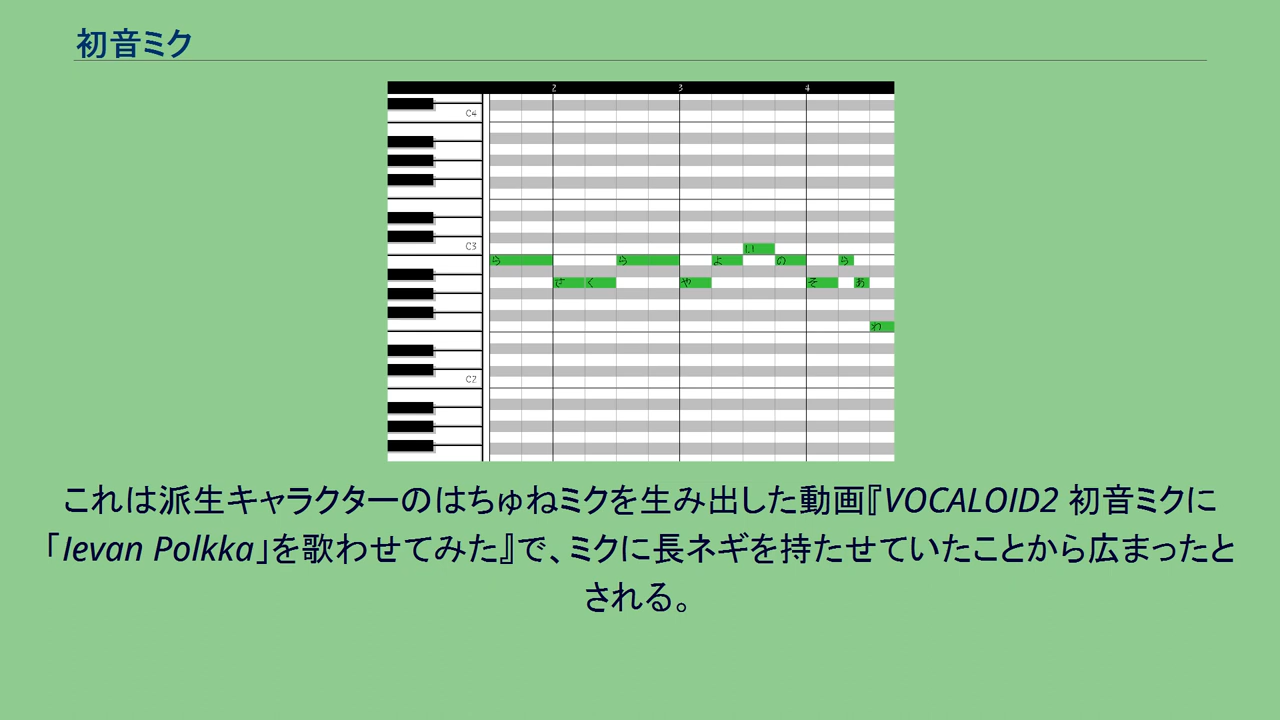 初音ミク
2 3 4
C4
C3
い
ら ら よ の ら
さ く や そ あ
わ
C2
これは派生キャラクターのはちゅねミクを生み出した動画『VOCALOID2 初音ミクに
「Ievan Polkka」を歌わせてみた』で、ミクに長ネギを持たせていたことから広まったと
される。